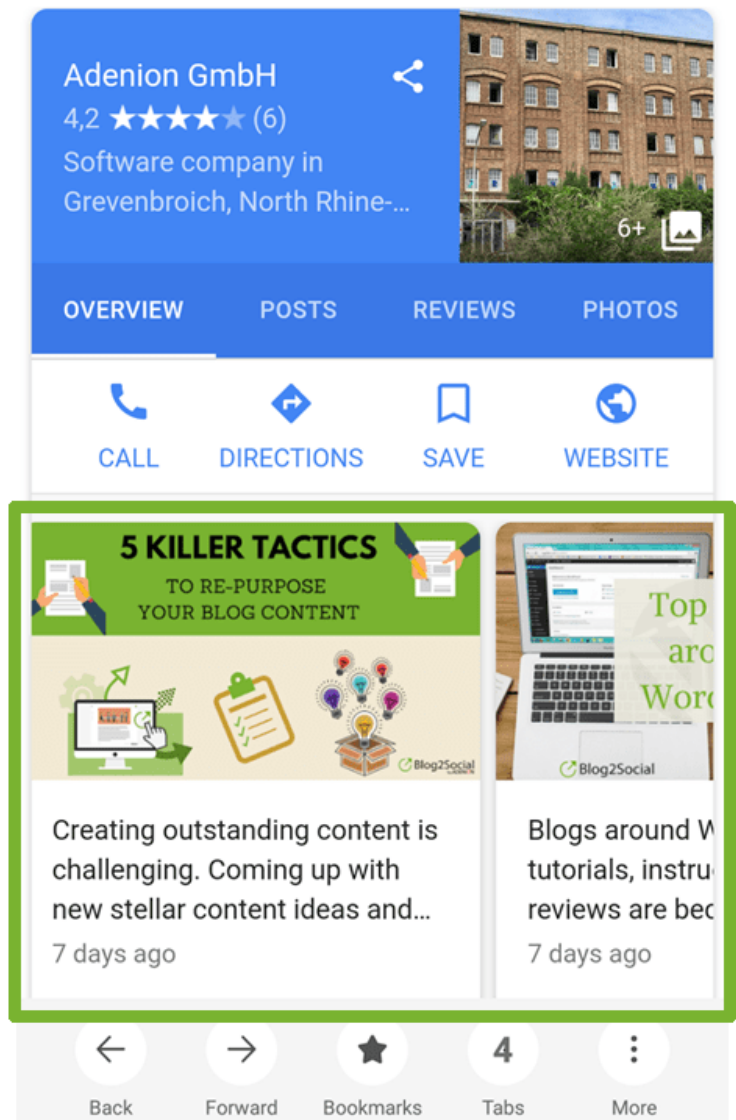 Adenion GmbH
4,2 ★★★★★ (6)
Software company in
Grevenbroich, North Rhine-...
6+
OVERVIEW POSTS REVIEWS PHOTOS
CALL DIRECTIONS SAVE WEBSITE
5 KILLER TACTICS
TO RE-PURPOSE
YOUR BLOG CONTENT
Blog2Social
Top
aro
Word
Blog2Social
Creating outstanding content is
challenging. Coming up with
new stellar content ideas and...
7 days ago
Blogs around W
tutorials, instru
reviews are bec
7 days ago
4
Back Forward Bookmarks Tabs More